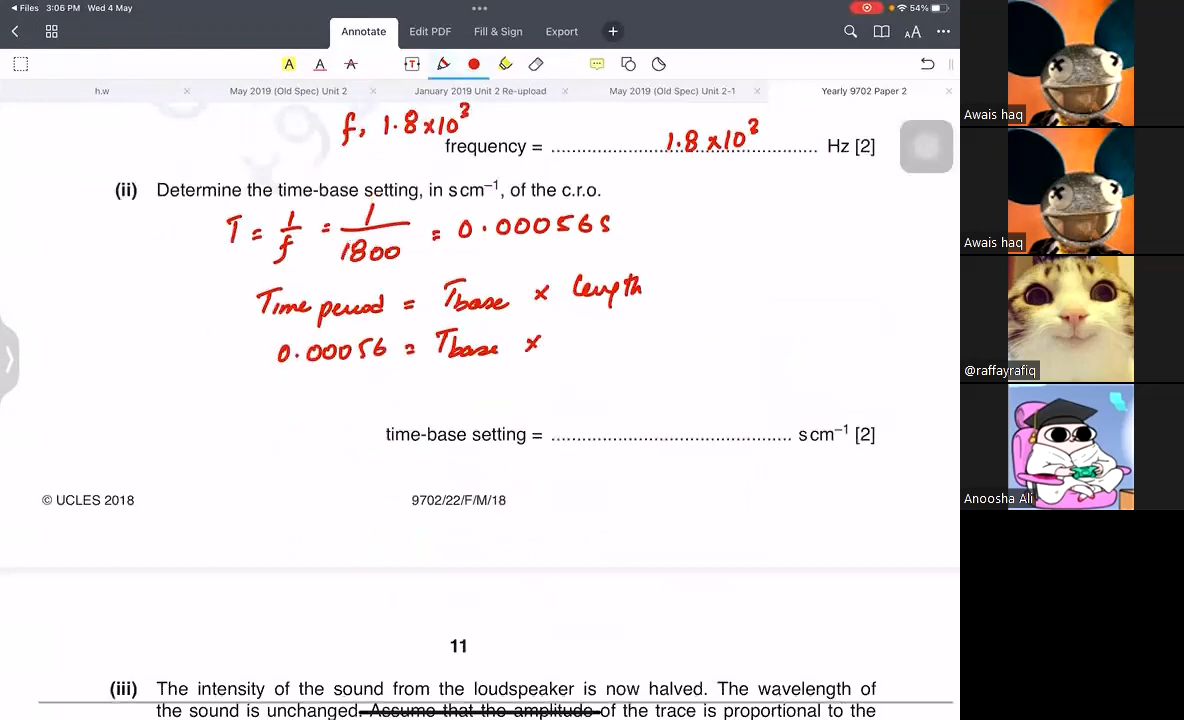 Files 3:06 PM Wed 4 May 54%
Annotate Edit PDF Fill & Sign Export
AA
A A A T
h.w May 2019 (Old Spec) Unit 2 January 2019 Unit 2 Re-upload May 2019 (Old Spec) Unit 2-1 Yearly 9702 Paper 2
f, 1.8 x10³
frequency = .................... 1.8 x10³ .................... Hz [2]
(ii) Determine the time-base setting, in s cm⁻¹, of the c.r.o.
T = 1/f = 1/1800 = 0.00056s
Time period = Tbase x length
0.00056 = Tbase x
time-base setting = ............................................. s cm⁻¹ [2]
© UCLES 2018 9702/22/F/M/18
11
(iii) The intensity of the sound from the loudspeaker is now halved. The wavelength of
the sound is unchanged. Assume that the amplitude of the trace is proportional to the
Awais haq
Awais haq
@raffayrafiq
Anoosha Ali